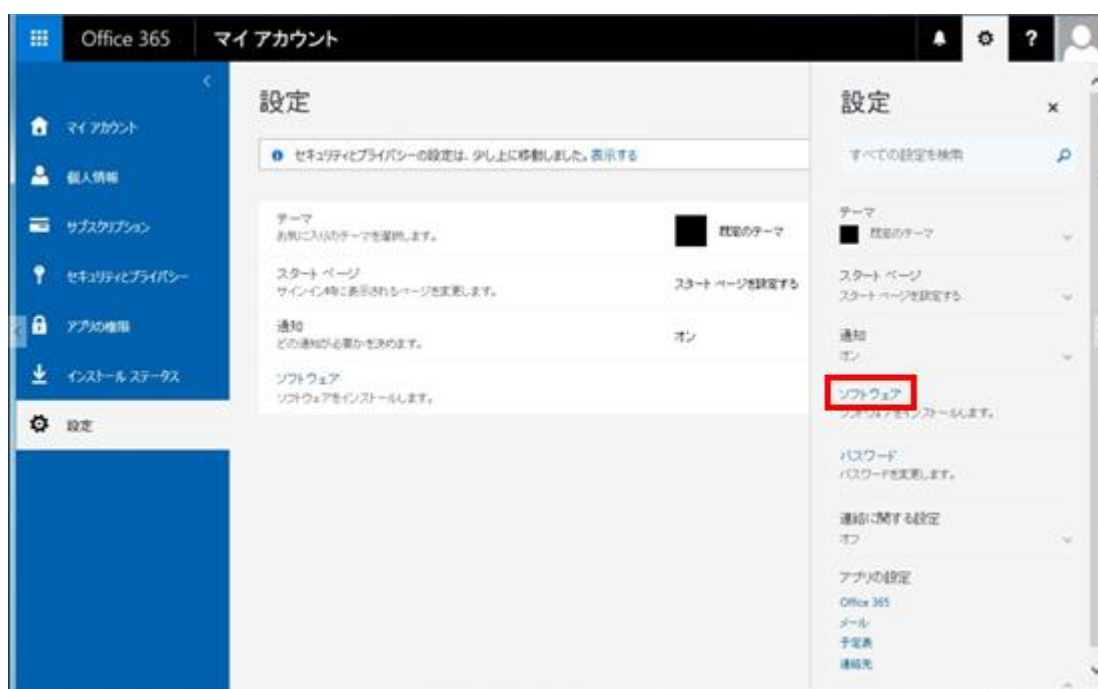 Office 365
マイ アカウント
?
マイ アカウント
個人情報
サブスクリプション
セキュリティとプライバシー
アプリの権限
インストール ステータス
設定
設定
セキュリティとプライバシーの設定は、少し上に移動しました。表示する
テーマ
お気に入りのテーマを選択します。
既定のテーマ
スタート ページ
サインイン時に表示されるページを変更します。
スタート ページを設定する
通知
どの通知が必要かを決めます。
オン
ソフトウェア
ソフトウェアをインストールします。
設定
すべての設定を検索
テーマ
既定のテーマ
スタート ページ
スタート ページを設定する
通知
オン
ソフトウェア
ソフトウェアをインストールします。
パスワード
パスワードを変更します。
連絡に関する設定
オフ
アプリの設定
Office 365
メール
予定表
連絡先